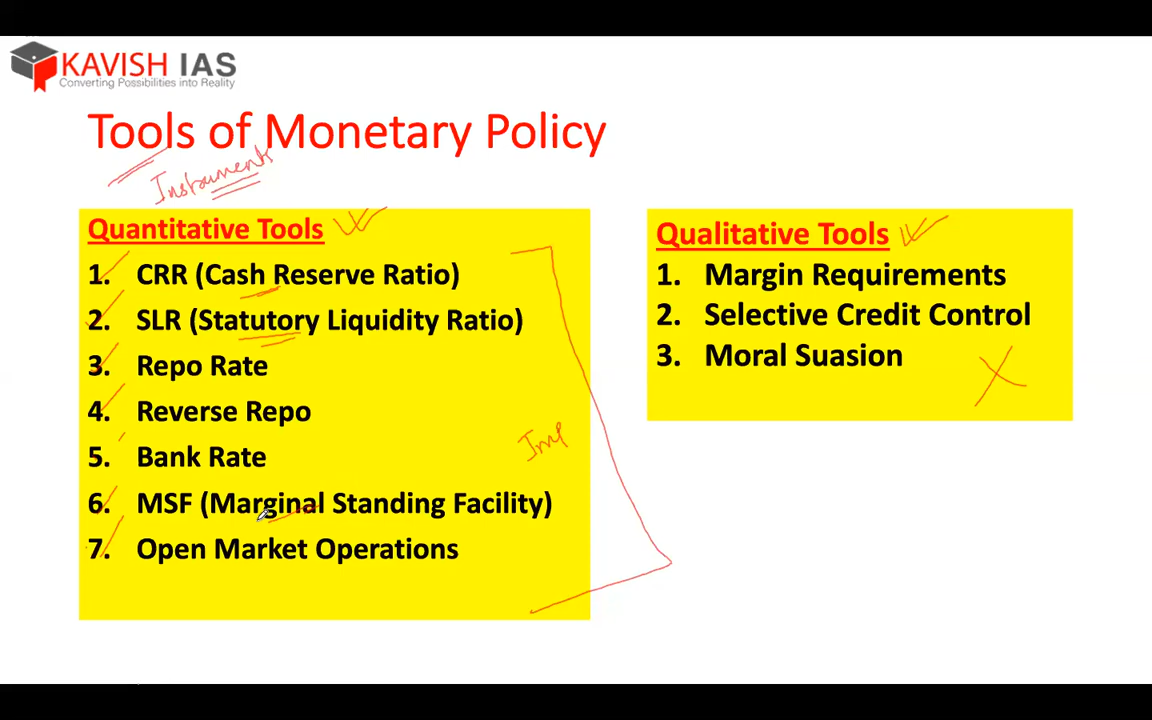 KAVISH IAS
Converting Possibilities into Reality
Tools of Monetary Policy
Instruments
Quantitative Tools
1. CRR (Cash Reserve Ratio)
2. SLR (Statutory Liquidity Ratio)
3. Repo Rate
4. Reverse Repo
5. Bank Rate
6. MSF (Marginal Standing Facility)
7. Open Market Operations
Imp
Qualitative Tools
1. Margin Requirements
2. Selective Credit Control
3. Moral Suasion